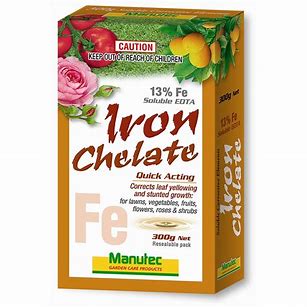 CAUTION
KEEP OUT OF REACH OF CHILDREN
13% Fe
Soluble EDTA
Iron
Chelate
Quick Acting
Corrects leaf yellowing
and stunted growth:
for lawns, vegetables, fruits,
flowers, roses & shrubs
Fe
300g Net
Resealable pack
Manutec
GARDEN CARE PRODUCTS
300g Net
13% Fe
Soluble EDTA
Iron Chelate
Manutec